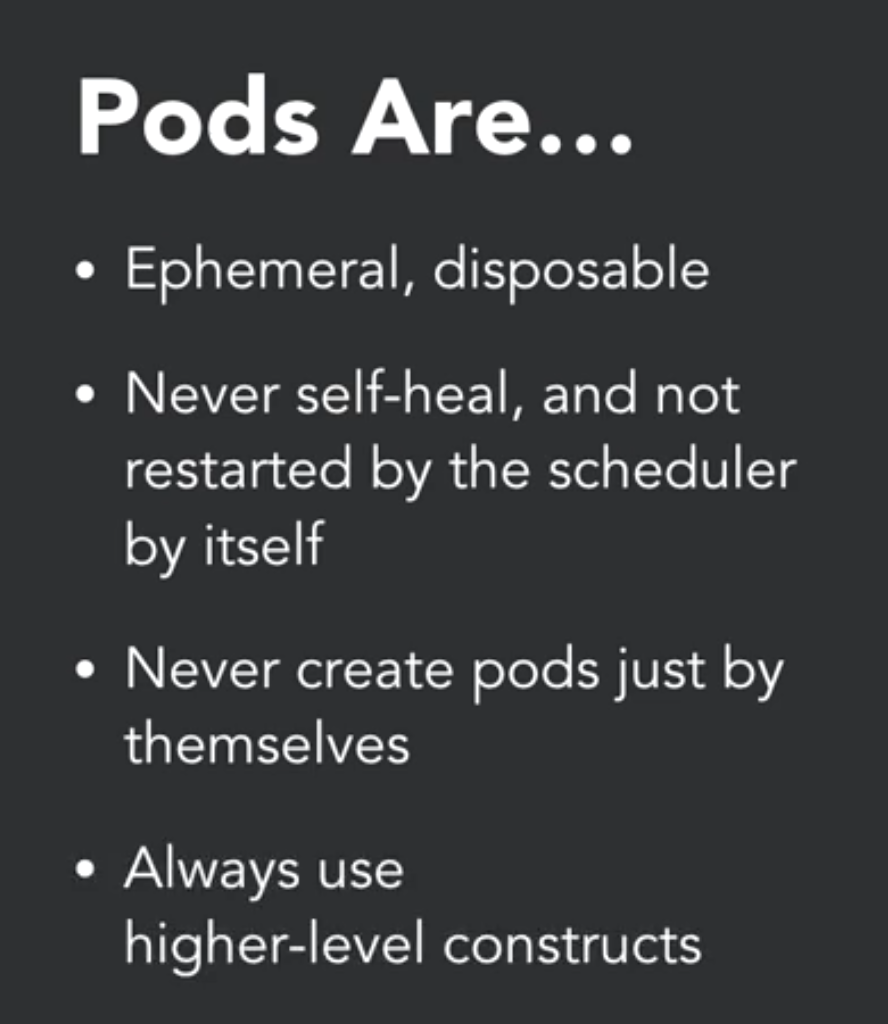 Pods Are...
• Ephemeral, disposable
• Never self-heal, and not
restarted by the scheduler
by itself
• Never create pods just by
themselves
• Always use
higher-level constructs